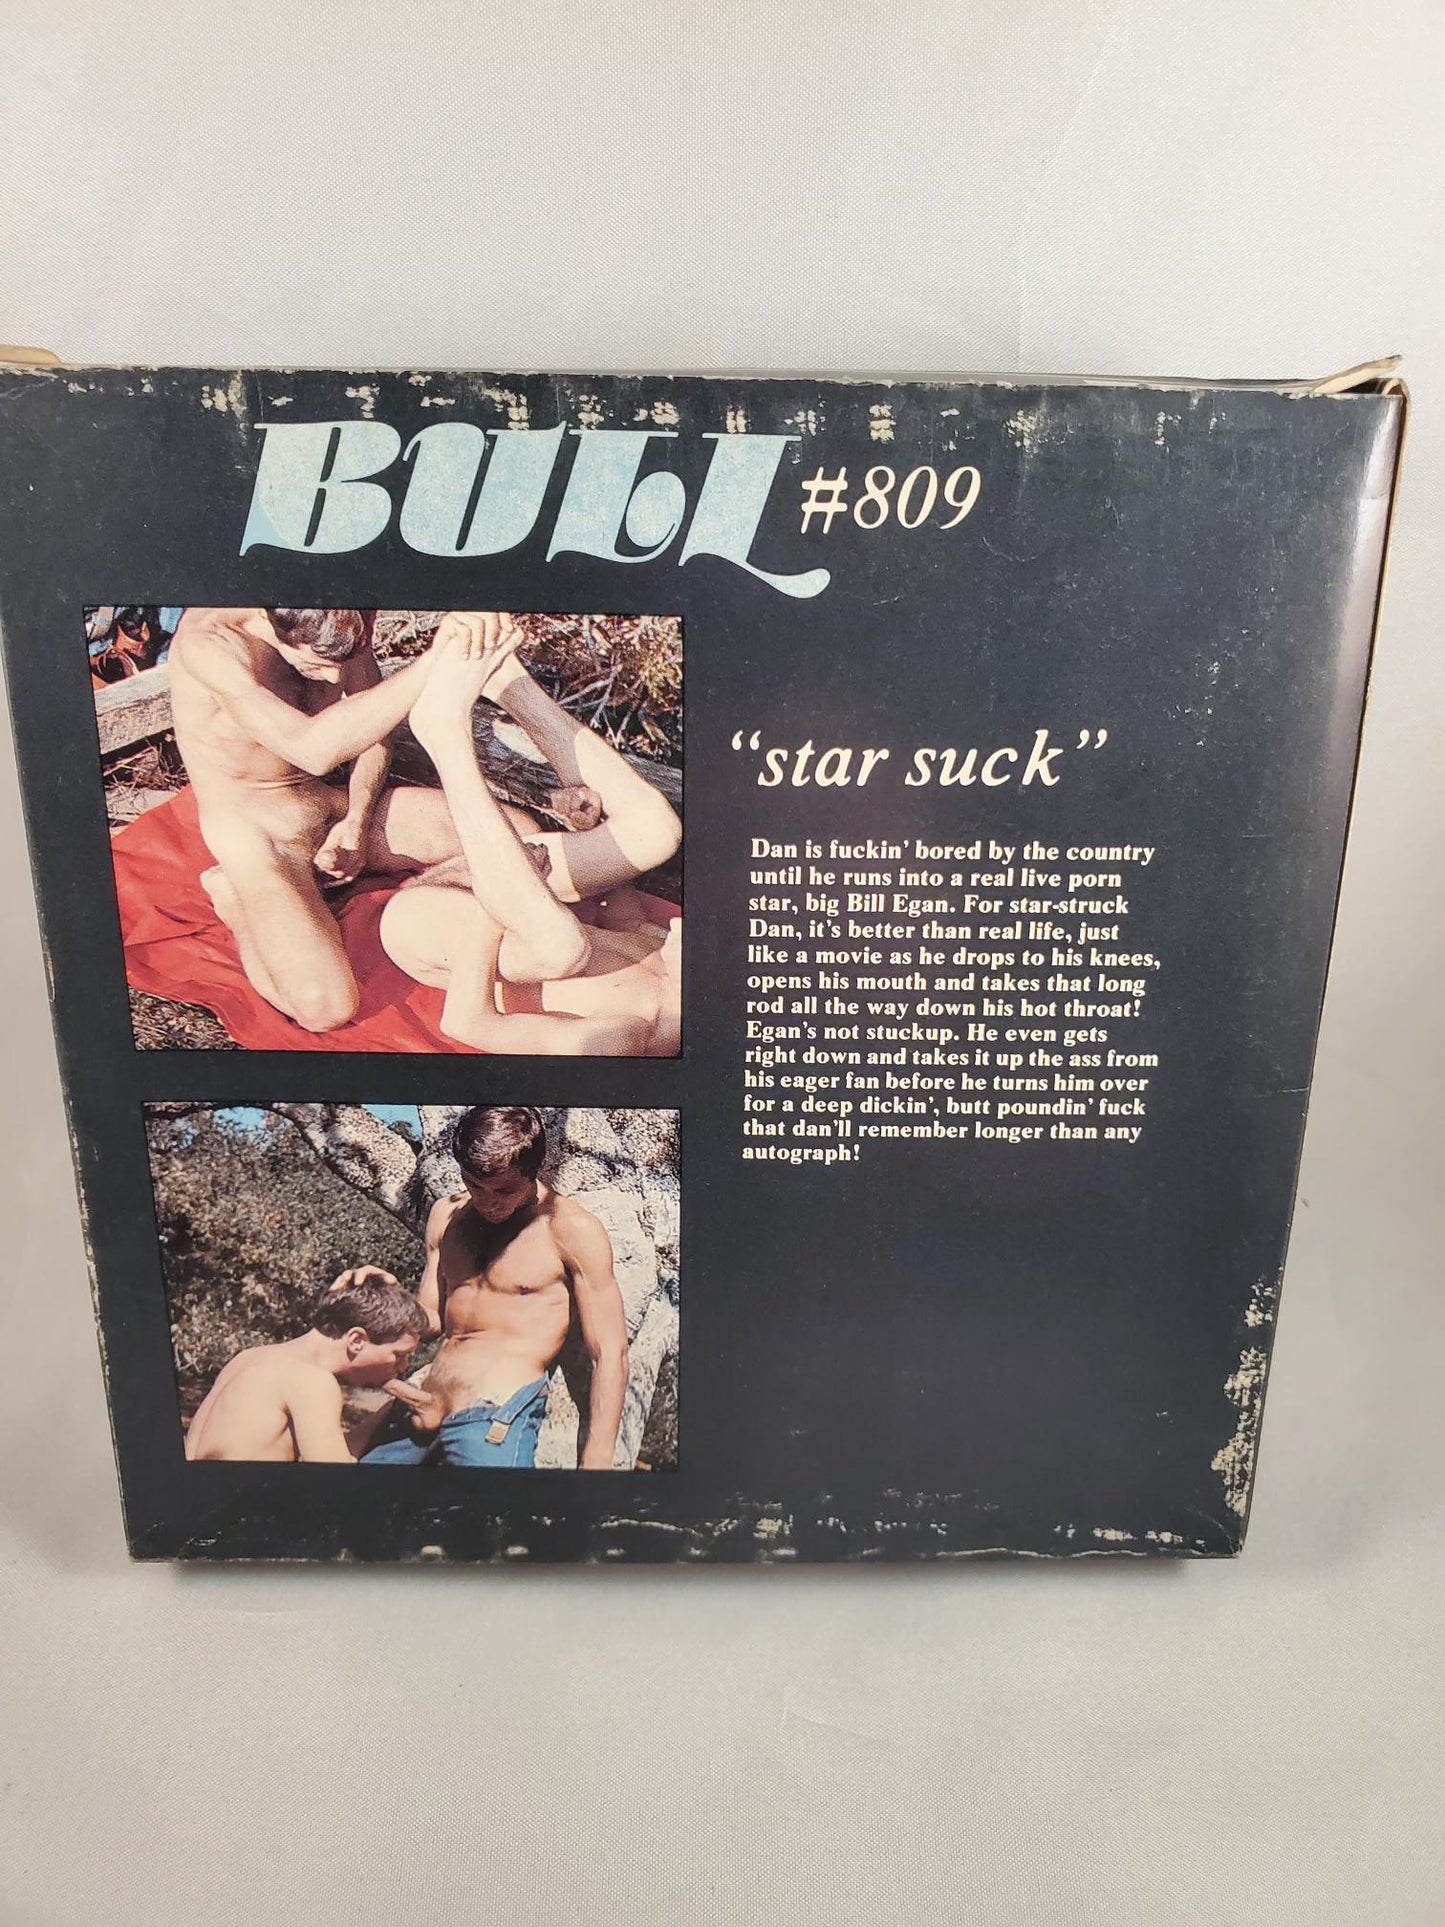 BULL #809
"star suck"
Dan is fuckin' bored by the country
until he runs into a real live porn
star, big Bill Egan. For star-struck
Dan, it's better than real life, just
like a movie as he drops to his knees,
opens his mouth and takes that long
rod all the way down his hot throat!
Egan's not stuckup. He even gets
right down and takes it up the ass from
his eager fan before he turns him over
for a deep dickin', butt poundin' fuck
that dan'll remember longer than any
autograph!